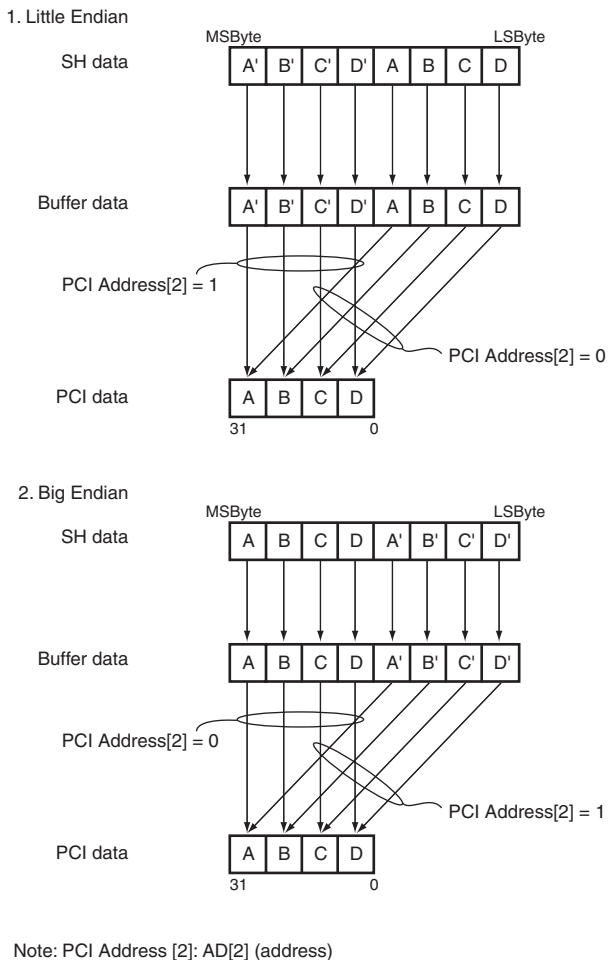 1. Little Endian
MSByte LSByte
SH data A' B' C' D' A B C D
Buffer data A' B' C' D' A B C D
PCI Address[2] = 1
PCI Address[2] = 0
PCI data A B C D
31 0
2. Big Endian
MSByte LSByte
SH data A B C D A' B' C' D'
Buffer data A B C D A' B' C' D'
PCI Address[2] = 0
PCI Address[2] = 1
PCI data A B C D
31 0
Note: PCI Address [2]: AD[2] (address)